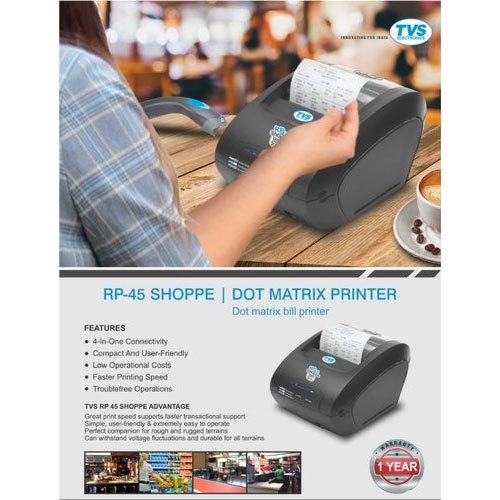 INNOVATING FOR INDIA
TVS
ELECTRONICS
TVS
RP-45 SHOPPE | DOT MATRIX PRINTER
Dot matrix bill printer
FEATURES
• 4-In-One Connectivity
• Compact And User-Friendly
• Low Operational Costs
• Faster Printing Speed
• Troublefree Operations
TVS RP 45 SHOPPE ADVANTAGE
Great print speed supports faster transactional support
Simple, user-friendly & extremely easy to operate
Perfect companion for rough and rugged terrains
Can withstand voltage fluctuations and durable for all terrains
WARRANTY
1 YEAR